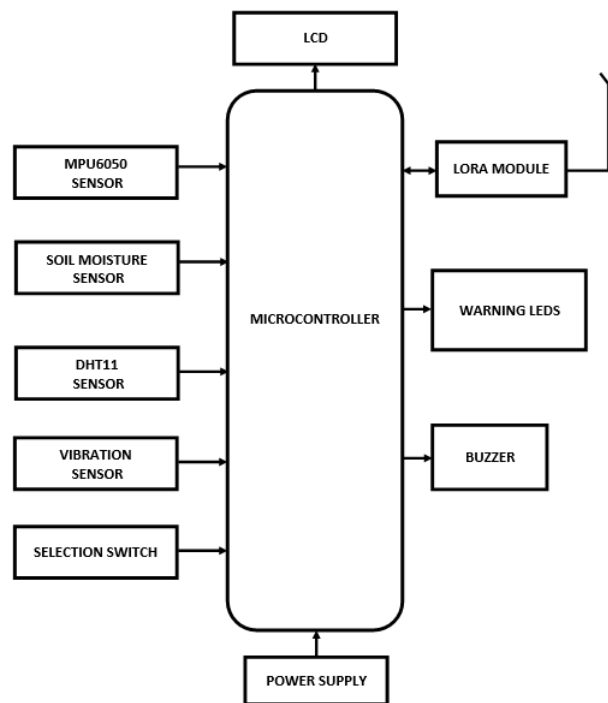 LCD
MPU6050
SENSOR
LORA MODULE
SOIL MOISTURE
SENSOR
MICROCONTROLLER
WARNING LEDS
DHT11
SENSOR
VIBRATION
SENSOR
BUZZER
SELECTION SWITCH
POWER SUPPLY